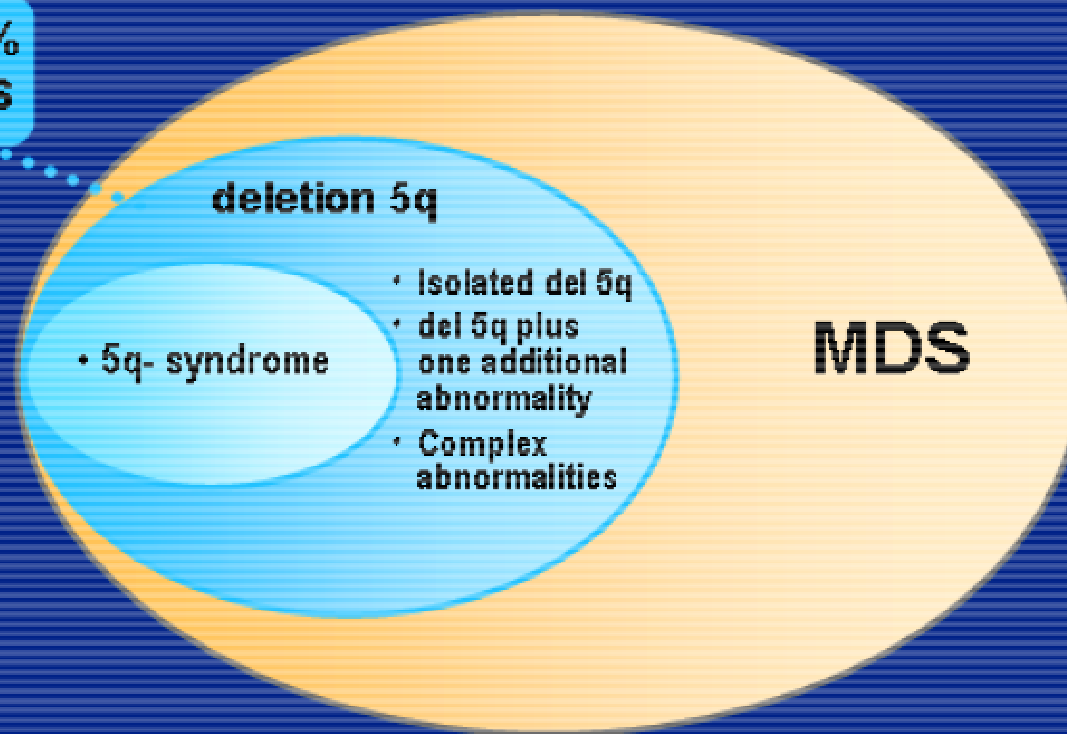 %
s
deletion 5q
• Isolated del 5q
• del 5q plus
one additional
abnormality
• Complex
abnormalities
• 5q- syndrome
MDS